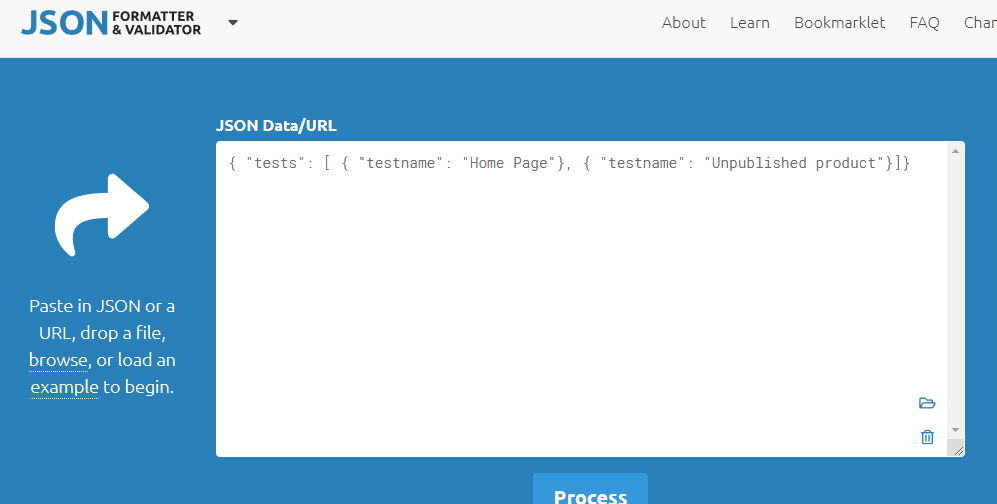 JSON FORMATTER & VALIDATOR
About Learn Bookmarklet FAQ
JSON Data/URL
{ "tests": [ { "testname": "Home Page"}, { "testname": "Unpublished product"}]}
Paste in JSON or a
URL, drop a file,
browse, or load an
example to begin.
Process